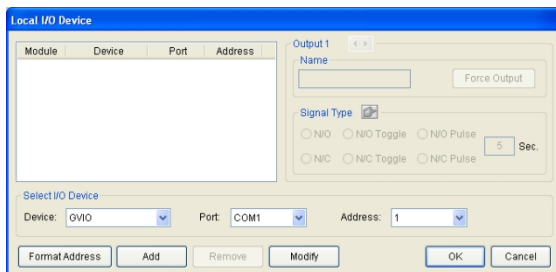 Local I/O Device
Module Device Port Address
Output 1
Name
Force Output
Signal Type
N/O N/O Toggle N/O Pulse
5 Sec.
N/C N/C Toggle N/C Pulse
Select I/O Device
Device: GVIO Port: COM1 Address: 1
Format Address Add Remove Modify OK Cancel